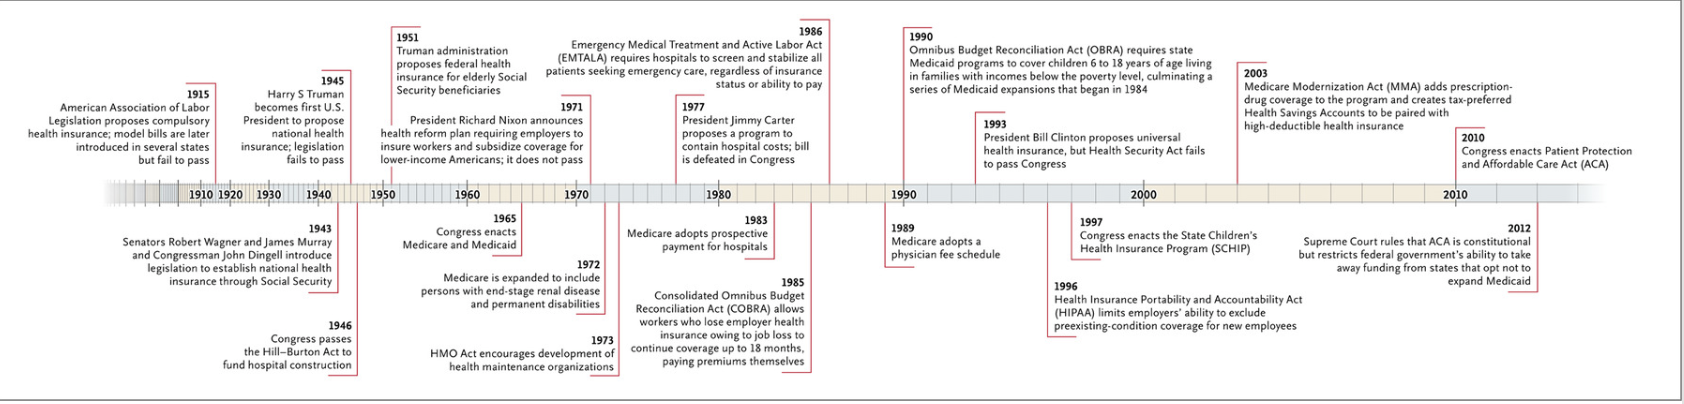 1915
American Association of Labor
Legislation proposes compulsory
health insurance; model bills are later
introduced in several states
but fail to pass
1945
Harry S Truman
becomes first U.S.
President to propose
national health
insurance; legislation
fails to pass
1951
Truman administration
proposes federal health
insurance for elderly Social
Security beneficiaries
1971
President Richard Nixon announces
health reform plan requiring employers to
insure workers and subsidize coverage for
lower-income Americans; it does not pass
1977
President Jimmy Carter
proposes a program to
contain hospital costs; bill
is defeated in Congress
1986
Emergency Medical Treatment and Active Labor Act
(EMTALA) requires hospitals to screen and stabilize all
patients seeking emergency care, regardless of insurance
status or ability to pay
1990
Omnibus Budget Reconciliation Act (OBRA) requires state
Medicaid programs to cover children 6 to 18 years of age living
in families with incomes below the poverty level, culminating a
series of Medicaid expansions that began in 1984
1993
President Bill Clinton proposes universal
health insurance, but Health Security Act fails
to pass Congress
2003
Medicare Modernization Act (MMA) adds prescription-
drug coverage to the program and creates tax-preferred
Health Savings Accounts to be paired with
high-deductible health insurance
2010
Congress enacts Patient Protection
and Affordable Care Act (ACA)
1910 1920 1930 1940 1950 1960 1970 1980 1990 2000 2010
1943
Senators Robert Wagner and James Murray
and Congressman John Dingell introduce
legislation to establish national health
insurance through Social Security
1946
Congress passes
the Hill–Burton Act to
fund hospital construction
1965
Congress enacts
Medicare and Medicaid
1972
Medicare is expanded to include
persons with end-stage renal disease
and permanent disabilities
1973
HMO Act encourages development of
health maintenance organizations
1983
Medicare adopts prospective
payment for hospitals
1985
Consolidated Omnibus Budget
Reconciliation Act (COBRA) allows
workers who lose employer health
insurance owing to job loss to
continue coverage up to 18 months,
paying premiums themselves
1989
Medicare adopts a
physician fee schedule
1997
Congress enacts the State Children's
Health Insurance Program (SCHIP)
1996
Health Insurance Portability and Accountability Act
(HIPAA) limits employers' ability to exclude
preexisting-condition coverage for new employees
2012
Supreme Court rules that ACA is constitutional
but restricts federal government's ability to take
away funding from states that opt not to
expand Medicaid